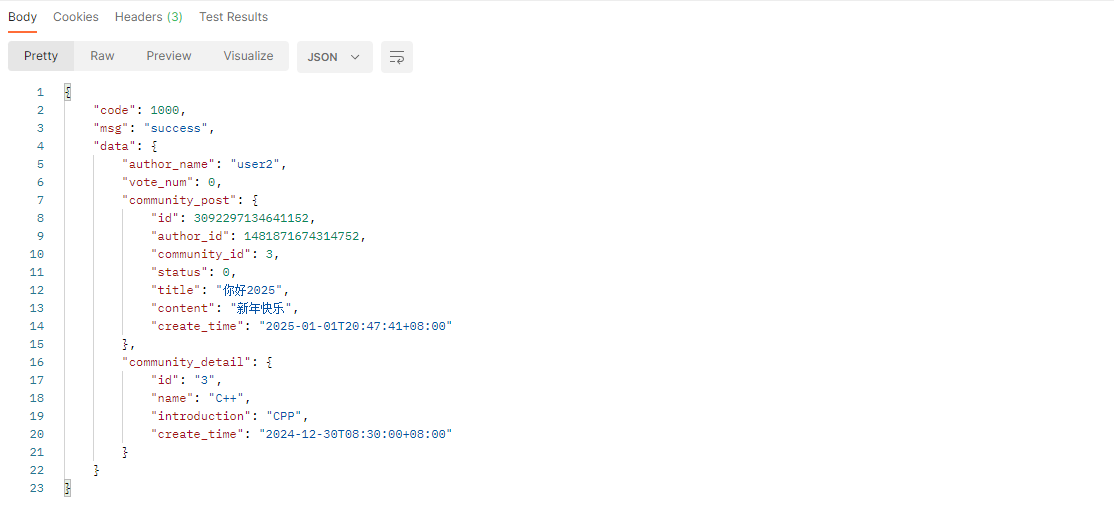 Body Cookies Headers (3) Test Results
Pretty Raw Preview Visualize JSON
1 {
2 "code": 1000,
3 "msg": "success",
4 "data": {
5 "author_name": "user2",
6 "vote_num": 0,
7 "community_post": {
8 "id": 3092297134641152,
9 "author_id": 1481871674314752,
10 "community_id": 3,
11 "status": 0,
12 "title": "你好2025",
13 "content": "新年快乐",
14 "create_time": "2025-01-01T20:47:41+08:00"
15 },
16 "community_detail": {
17 "id": "3",
18 "name": "C++",
19 "introduction": "CPP",
20 "create_time": "2024-12-30T08:30:00+08:00"
21 }
22 }
23 }